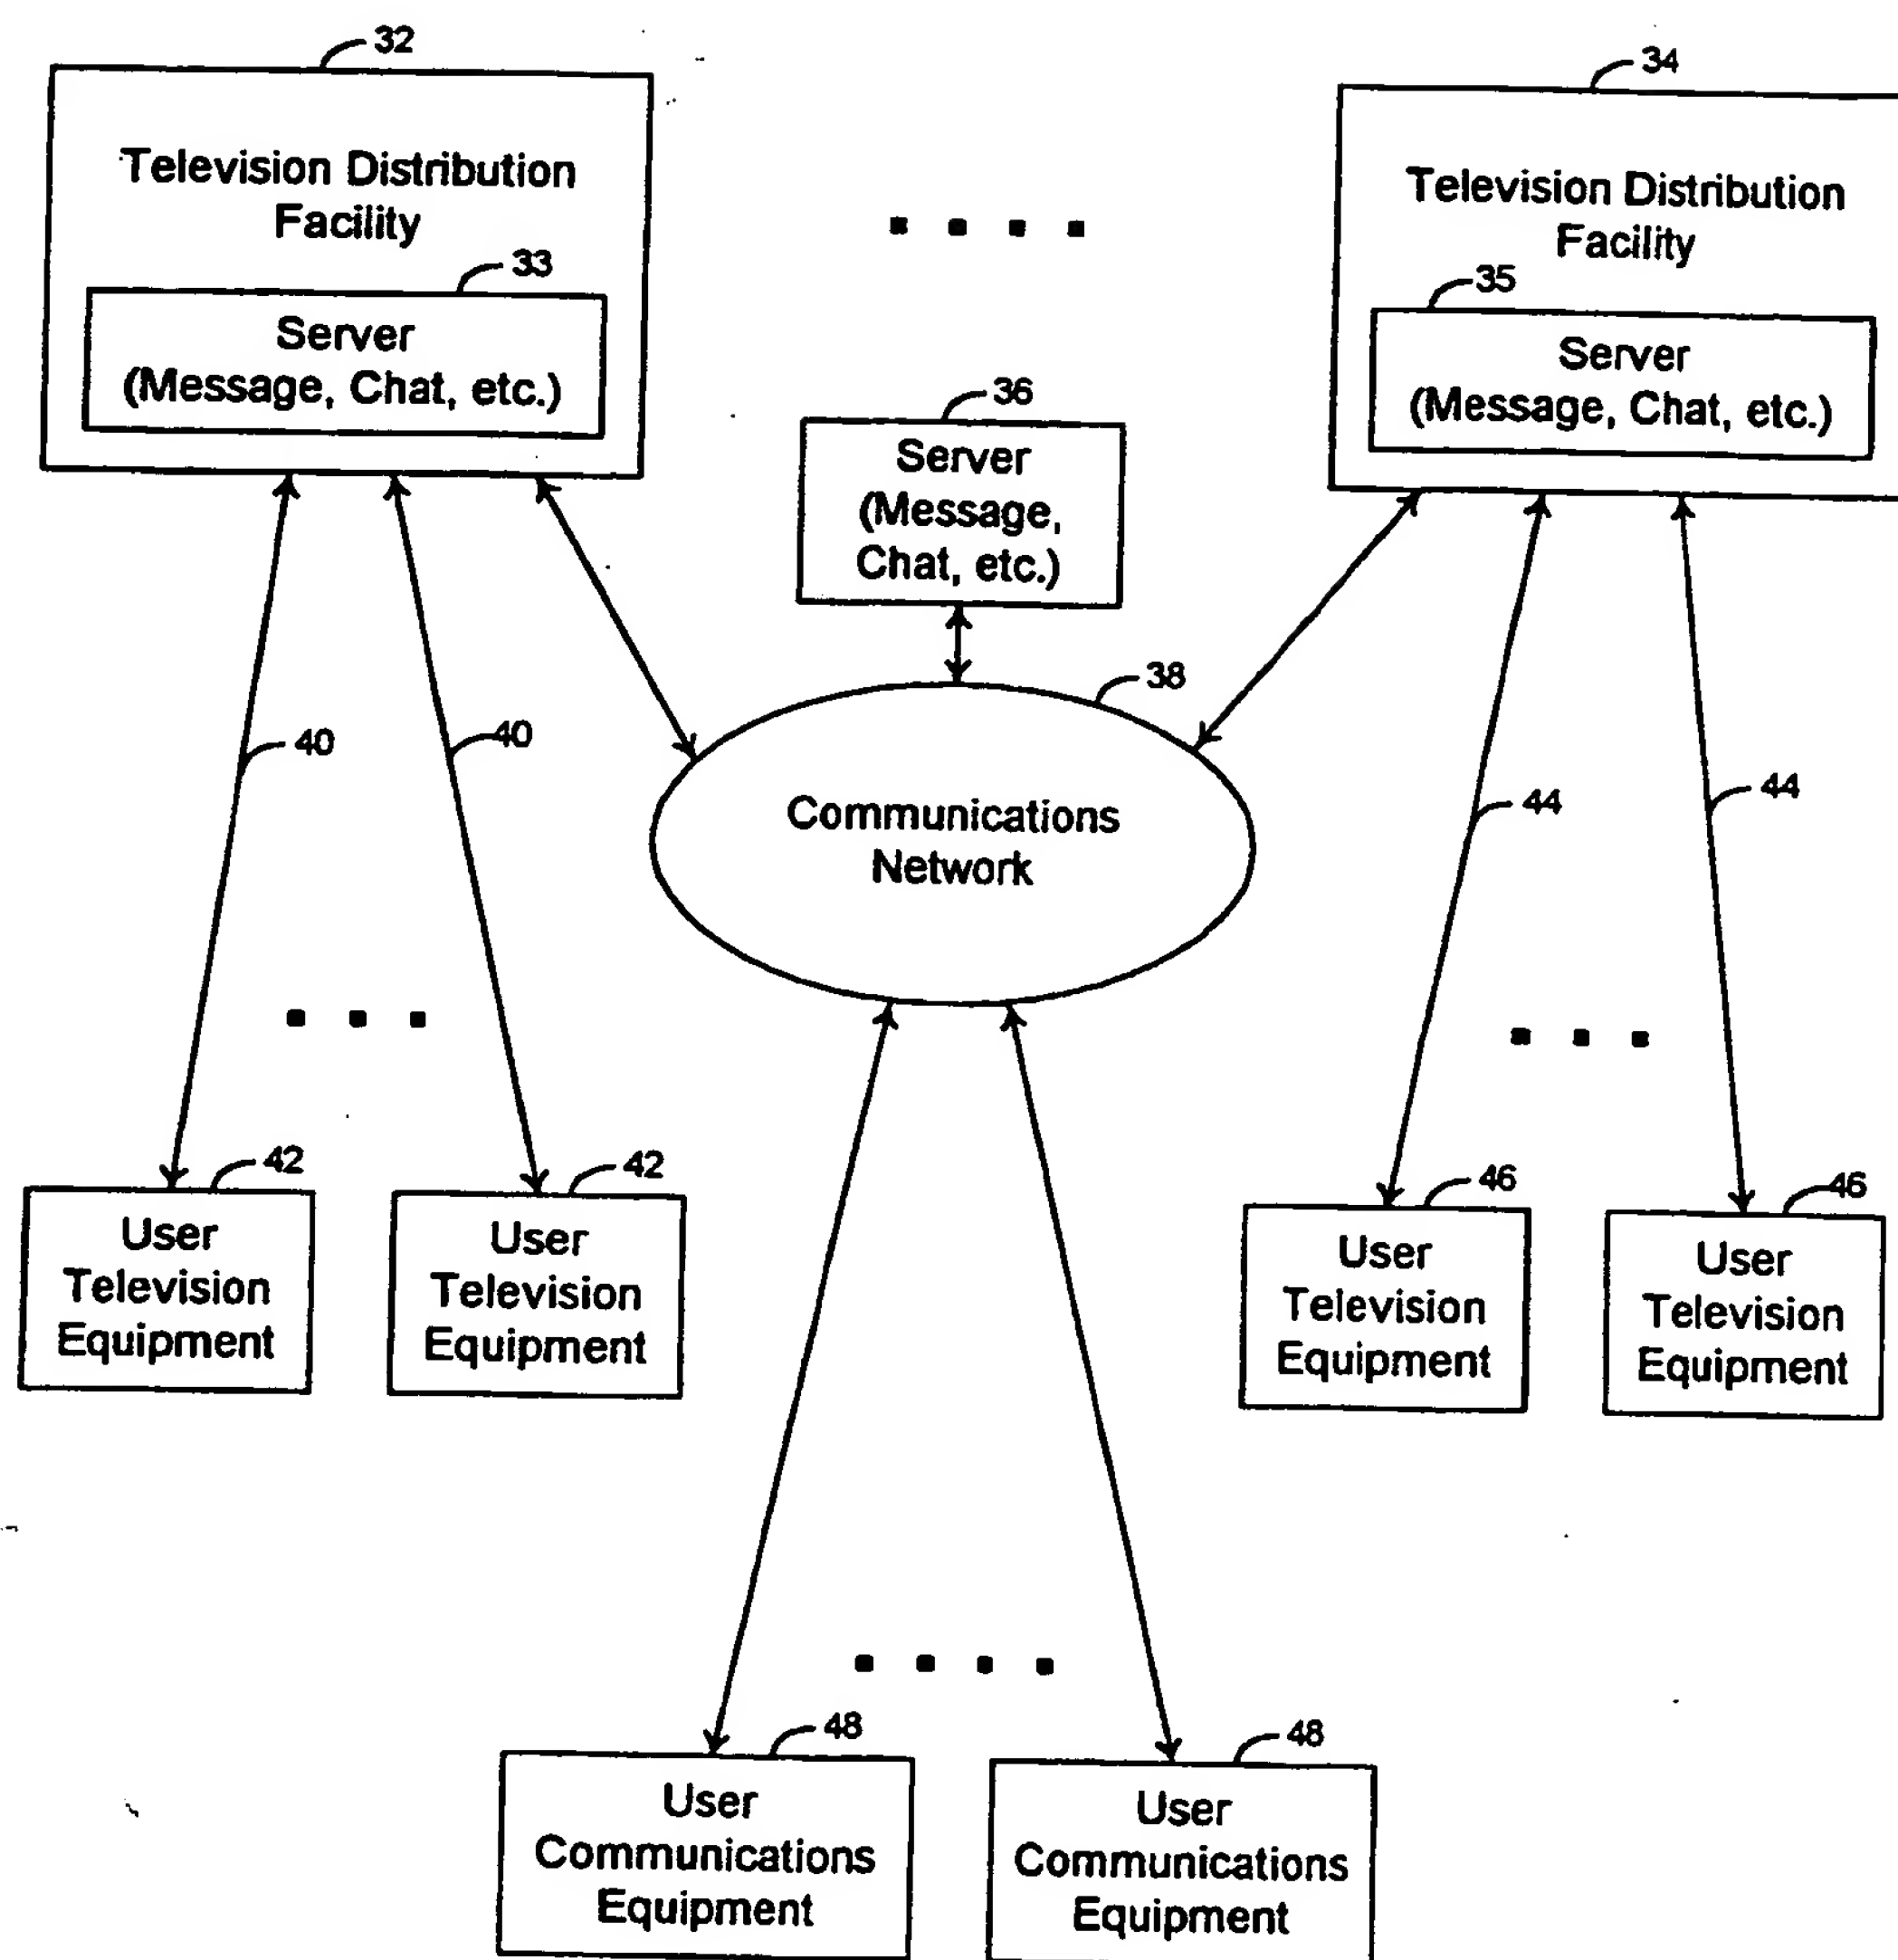 32
Television Distribution
Facility
33
Server
(Message, Chat, etc.)
34
Television Distribution
Facility
35
Server
(Message, Chat, etc.)
36
Server
(Message,
Chat, etc.)
38
Communications
Network
40
40
44
44
42
User
Television
Equipment
42
User
Television
Equipment
46
User
Television
Equipment
46
User
Television
Equipment
48
User
Communications
Equipment
48
User
Communications
Equipment